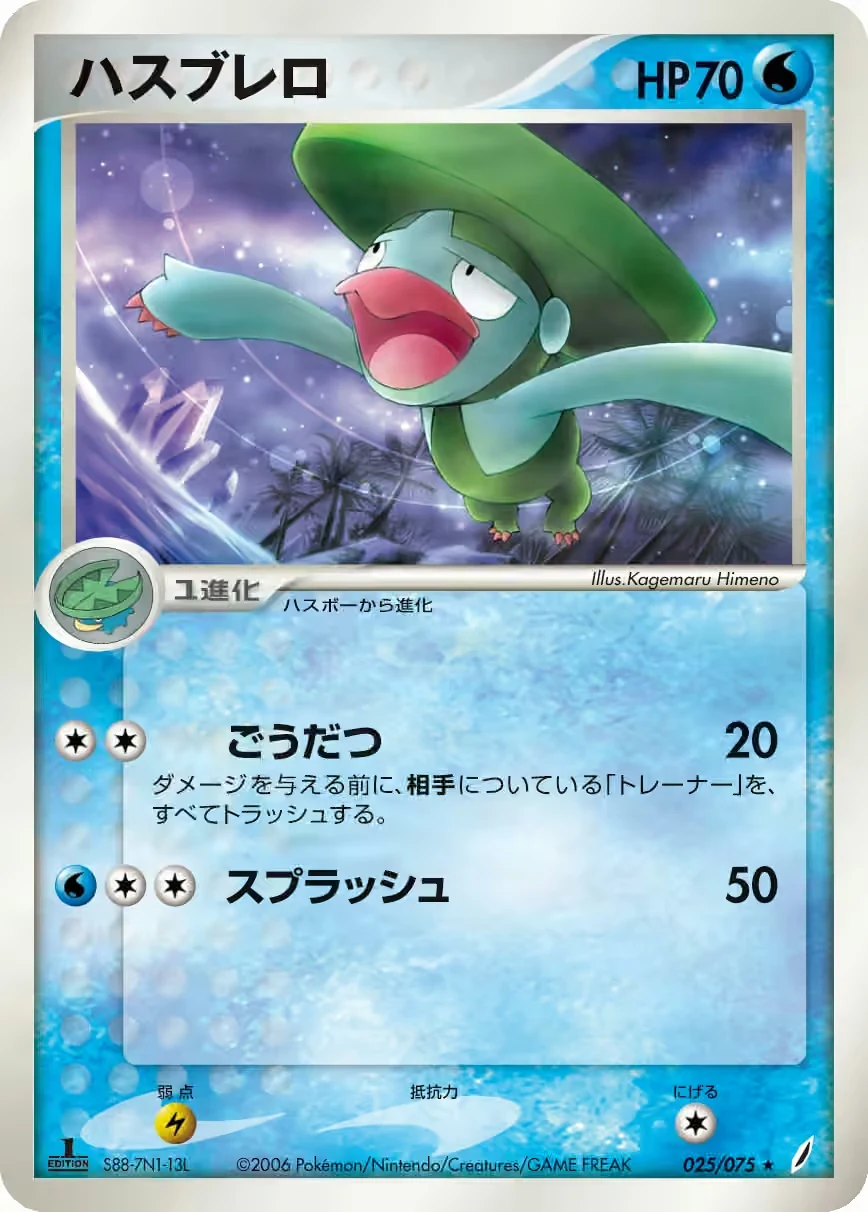 ハスブレロ
HP70
Illus.Kagemaru Himeno
1進化
ハスボーから進化
ごうだつ 20
ダメージを与える前に、相手についている「トレーナー」を、
すべてトラッシュする。
スプラッシュ 50
弱点 抵抗力 にげる
1 EDITION S88-7N1-13L ©2006 Pokémon/Nintendo/Creatures/GAME FREAK 025/075 ★